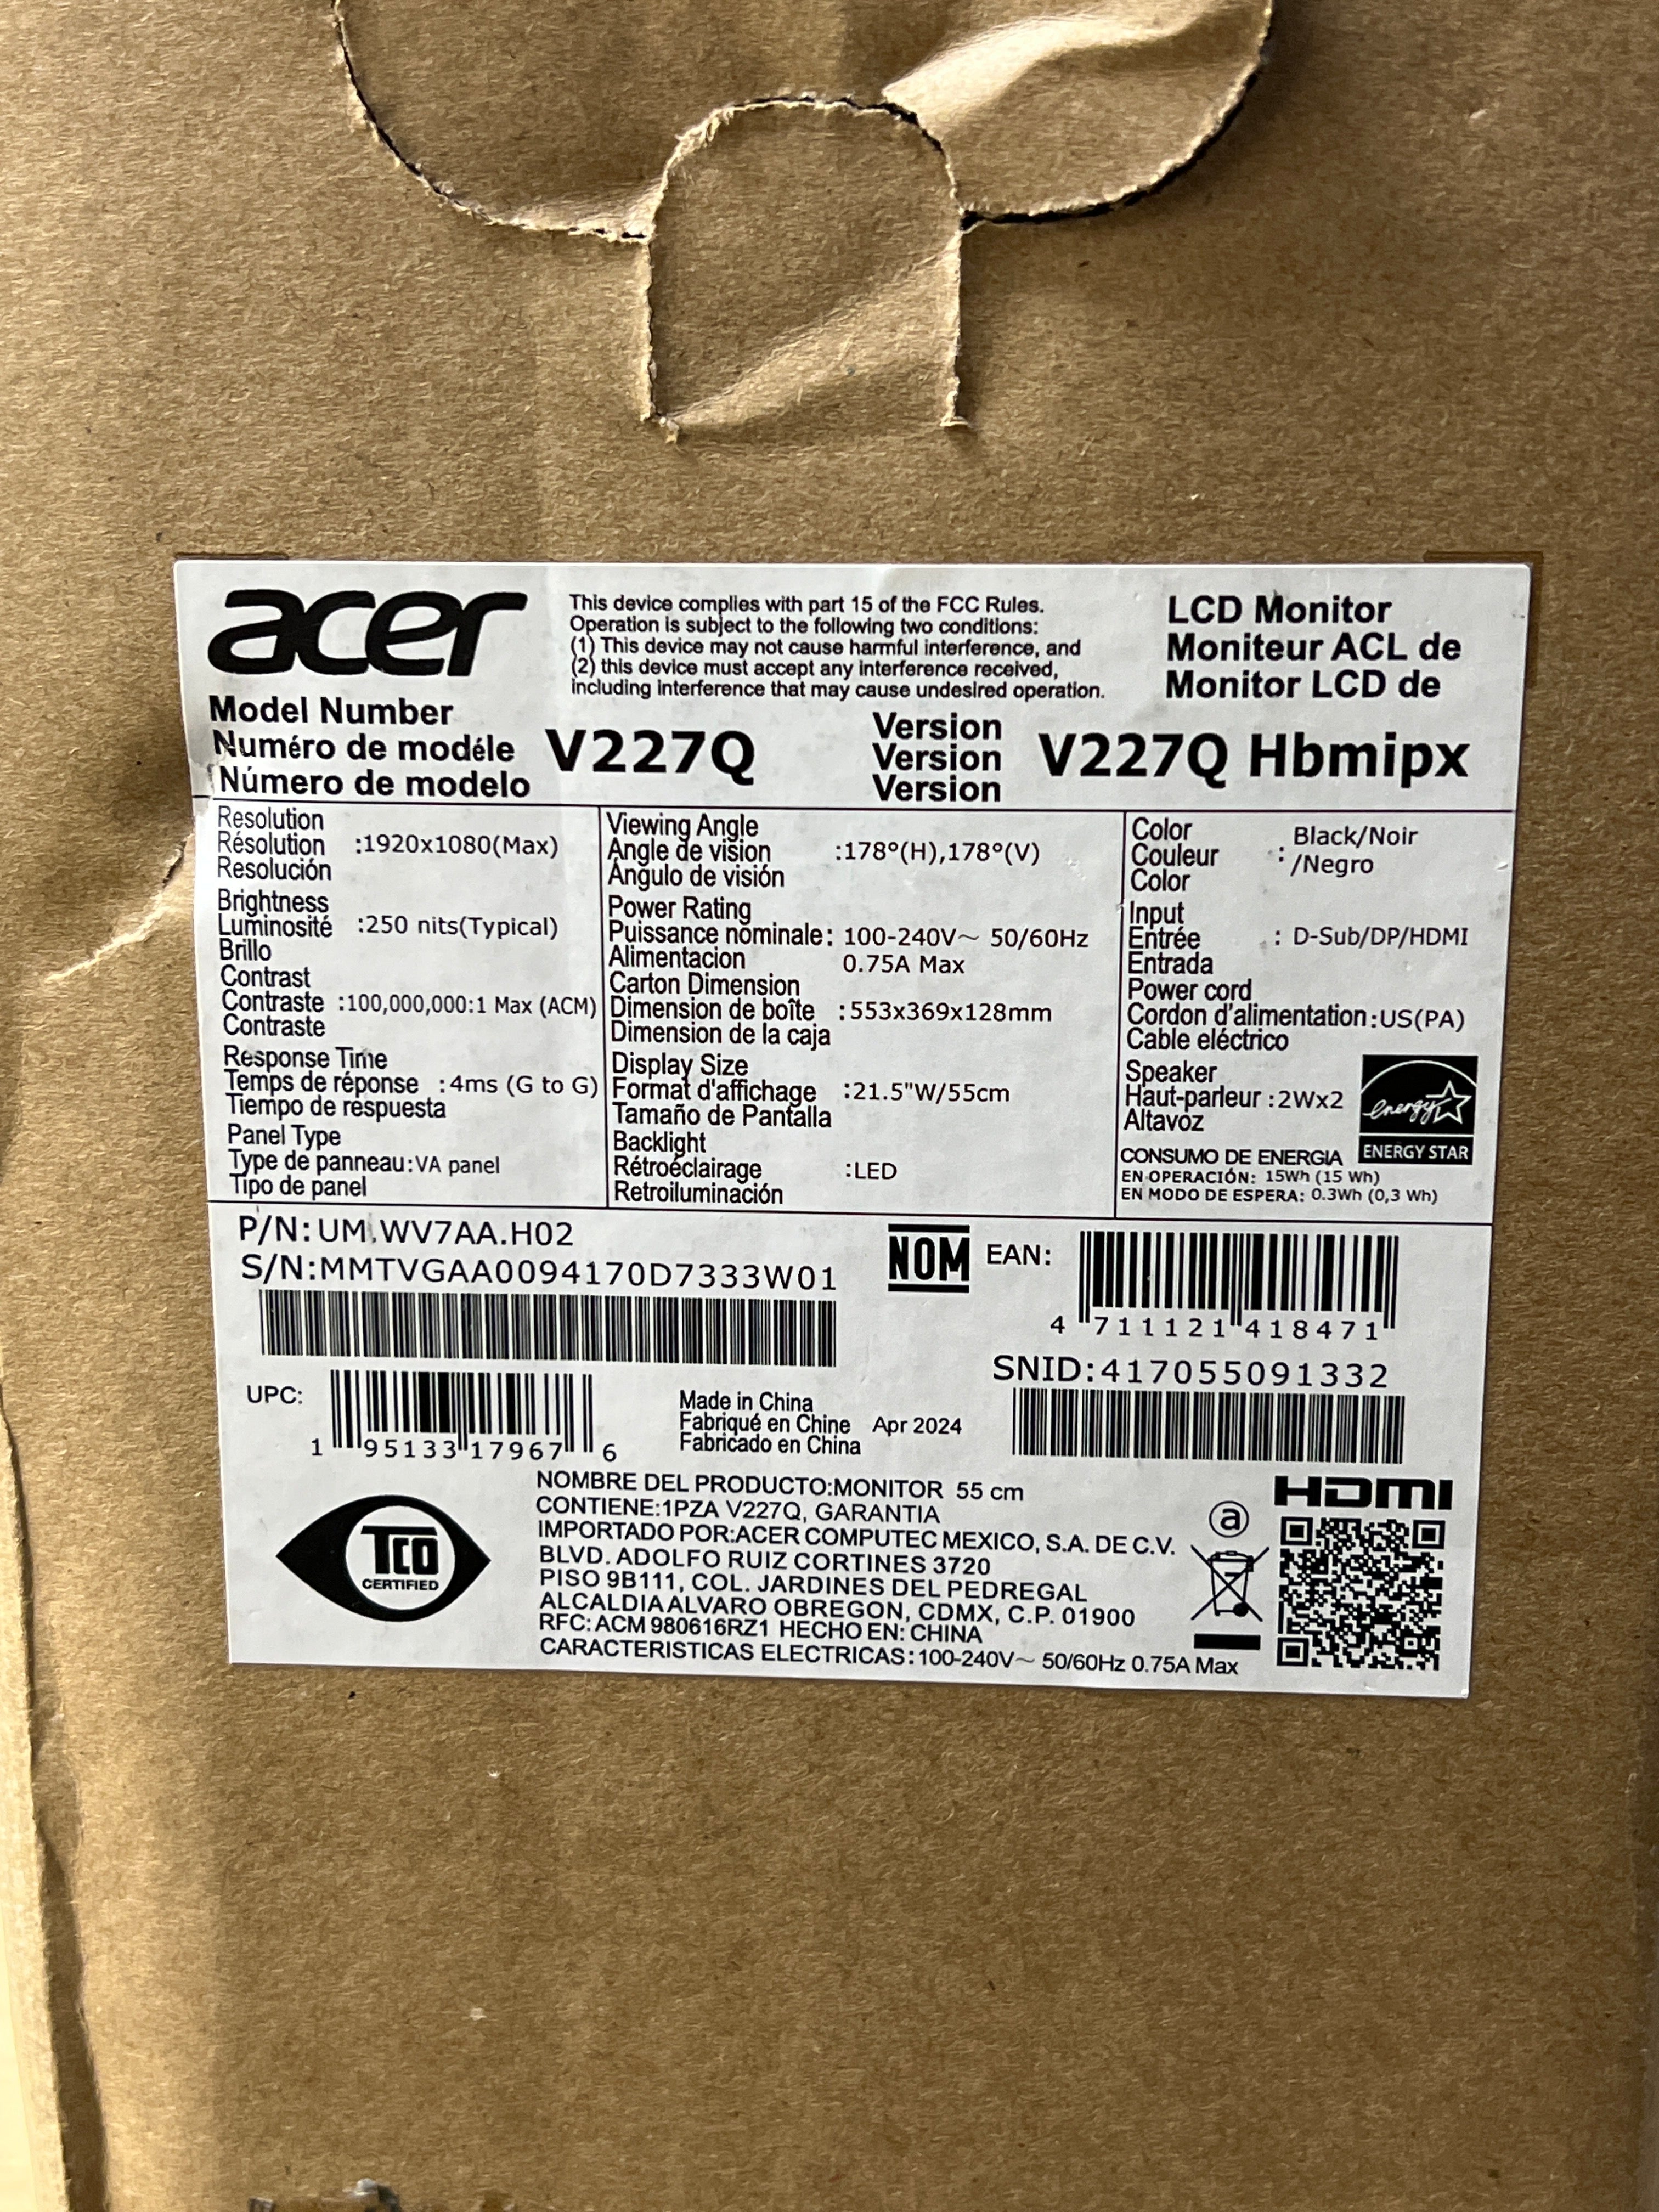 acer
This device complies with part 15 of the FCC Rules.
Operation is subject to the following two conditions:
(1) This device may not cause harmful interference, and
(2) this device must accept any interference received,
including interference that may cause undesired operation.
LCD Monitor
Moniteur ACL de
Monitor LCD de
Model Number
Numéro de modéle
Número de modelo
V227Q
Version
Version
Version
V227Q Hbmipx
Resolution
Résolution :1920x1080(Max)
Resolución
Brightness
Luminosité :250 nits(Typical)
Brillo
Contrast
Contraste :100,000,000:1 Max (ACM)
Contraste
Response Time
Temps de réponse :4ms (G to G)
Tiempo de respuesta
Panel Type
Type de panneau:VA panel
Tipo de panel
Viewing Angle
Angle de vision :178°(H),178°(V)
Ángulo de visión
Power Rating
Puissance nominale: 100-240V~ 50/60Hz
Alimentacion 0.75A Max
Carton Dimension
Dimension de boîte :553x369x128mm
Dimension de la caja
Display Size
Format d'affichage :21.5"W/55cm
Tamaño de Pantalla
Backlight
Rétroéclairage :LED
Retroiluminación
Color Black/Noir
Couleur :
/Negro
Color
Input
Entrée : D-Sub/DP/HDMI
Entrada
Power cord
Cordon d'alimentation:US(PA)
Cable eléctrico
Speaker
Haut-parleur :2Wx2
Altavoz
energy
ENERGY STAR
CONSUMO DE ENERGIA
EN OPERACIÓN: 15Wh (15 Wh)
EN MODO DE ESPERA: 0.3Wh (0,3 Wh)
P/N:UM.WV7AA.H02
S/N:MMTVGAA0094170D7333W01
NOM
EAN:
4 711121 418471
SNID:417055091332
UPC:
1 95133 17967 6
Made in China
Fabriqué en Chine Apr 2024
Fabricado en China
TCO
CERTIFIED
NOMBRE DEL PRODUCTO:MONITOR 55 cm
CONTIENE:1PZA V227Q, GARANTIA
IMPORTADO POR:ACER COMPUTEC MEXICO, S.A. DE C.V.
BLVD. ADOLFO RUIZ CORTINES 3720
PISO 9B111, COL. JARDINES DEL PEDREGAL
ALCALDIA ALVARO OBREGON, CDMX, C.P. 01900
RFC: ACM 980616RZ1 HECHO EN: CHINA
CARACTERISTICAS ELECTRICAS:100-240V~ 50/60Hz 0.75A Max
a
HDMI